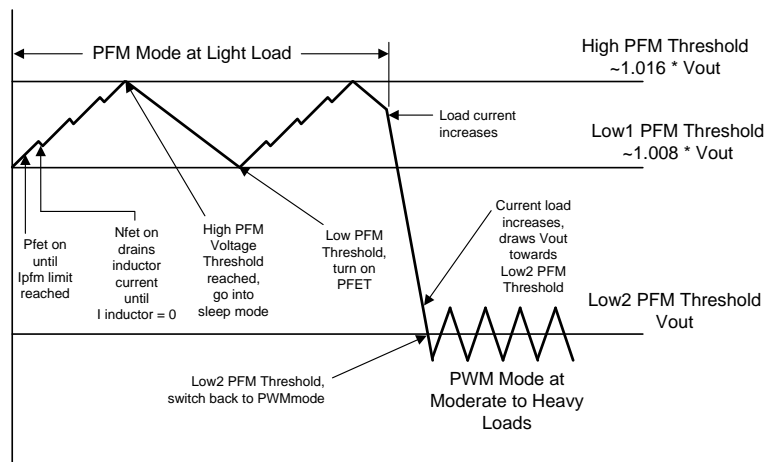 PFM Mode at Light Load
High PFM Threshold
~1.016 * Vout
Load current
increases
Low1 PFM Threshold
~1.008 * Vout
Pfet on
until
Ipfm limit
reached
Nfet on
drains
inductor
current
until
I inductor = 0
High PFM
Voltage
Threshold
reached,
go into
sleep mode
Low PFM
Threshold,
turn on
PFET
Current load
increases,
draws Vout
towards
Low2 PFM
Threshold
Low2 PFM Threshold
Vout
Low2 PFM Threshold,
switch back to PWMmode
PWM Mode at
Moderate to Heavy
Loads